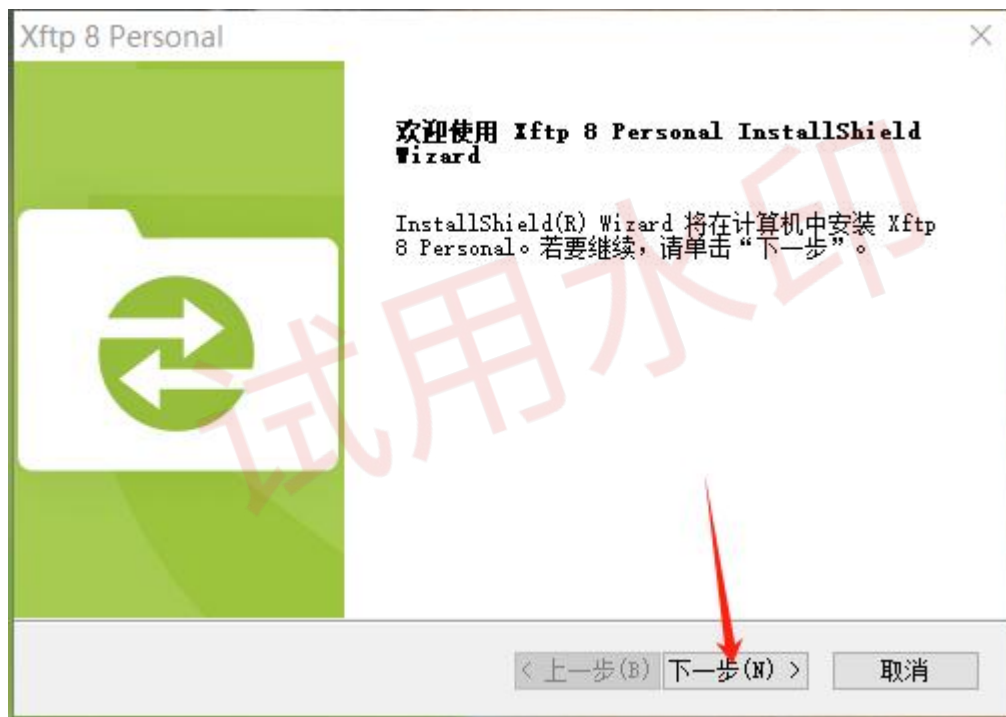 Xftp 8 Personal
欢迎使用 Xftp 8 Personal InstallShield
Wizard
InstallShield(R) Wizard 将在计算机中安装 Xftp
8 Personal。若要继续，请单击“下一步”。
试用水印
< 上一步(B)
下一步(N) >
取消